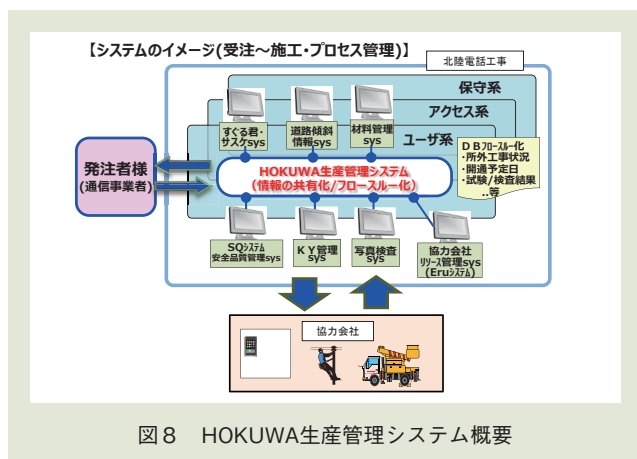 【システムのイメージ(受注～施工・プロセス管理)】
北陸電話工事
保守系
アクセス系
ユーザ系
すぐる君・
サスケsys
道路傾斜
情報sys
材料管理
sys
ＤＢﾌﾛｰｽﾙｰ化
・所外工事状況
・開通予定日
・試験/検査結果
..等
発注者様
(通信事業者)
HOKUWA生産管理システム
（情報の共有化/フロースルー化）
SQｼｽﾃﾑ
安全品質管理sys
ＫＹ管理
sys
写真検査
sys
協力会社
ﾘｿｰｽ管理sys
(Eruｼｽﾃﾑ)
協力会社
図８　HOKUWA生産管理システム概要